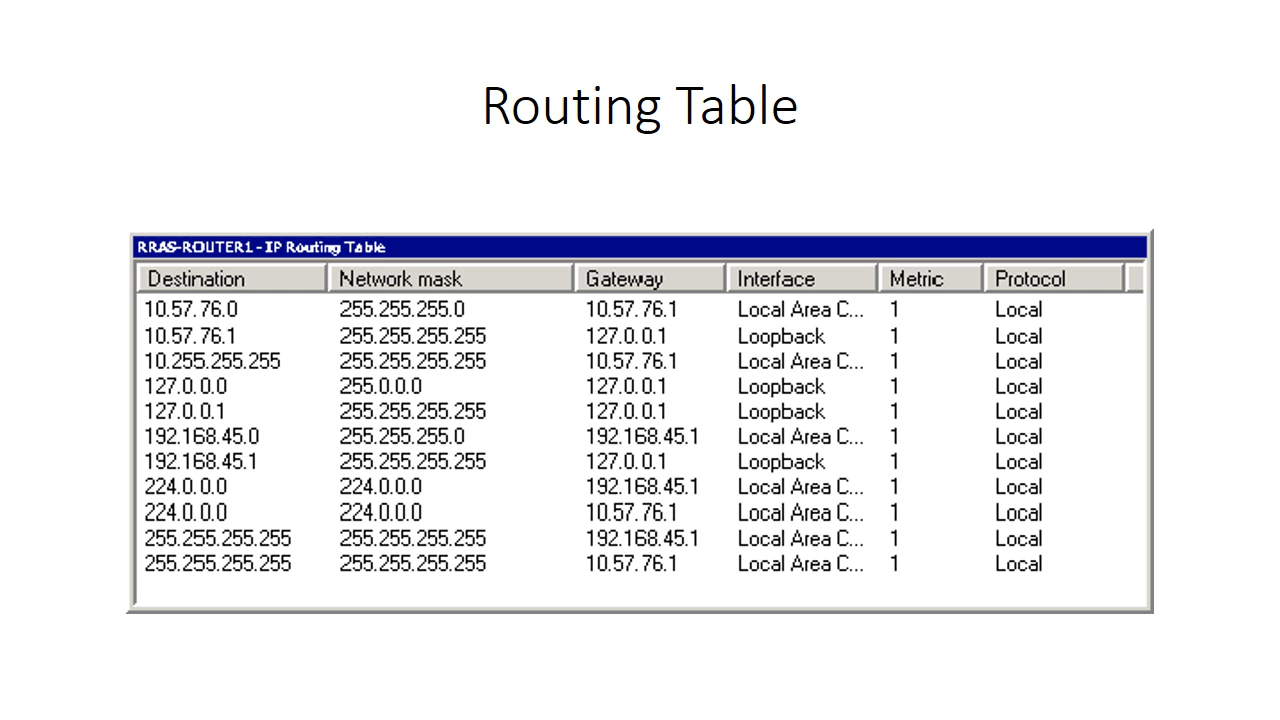 Routing Table
RRAS-ROUTER1 - IP Routing Table
Destination Network mask Gateway Interface Metric Protocol
10.57.76.0 255.255.255.0 10.57.76.1 Local Area C... 1 Local
10.57.76.1 255.255.255.255 127.0.0.1 Loopback 1 Local
10.255.255.255 255.255.255.255 10.57.76.1 Local Area C... 1 Local
127.0.0.0 255.0.0.0 127.0.0.1 Loopback 1 Local
127.0.0.1 255.255.255.255 127.0.0.1 Loopback 1 Local
192.168.45.0 255.255.255.0 192.168.45.1 Local Area C... 1 Local
192.168.45.1 255.255.255.255 127.0.0.1 Loopback 1 Local
224.0.0.0 224.0.0.0 192.168.45.1 Local Area C... 1 Local
224.0.0.0 224.0.0.0 10.57.76.1 Local Area C... 1 Local
255.255.255.255 255.255.255.255 192.168.45.1 Local Area C... 1 Local
255.255.255.255 255.255.255.255 10.57.76.1 Local Area C... 1 Local